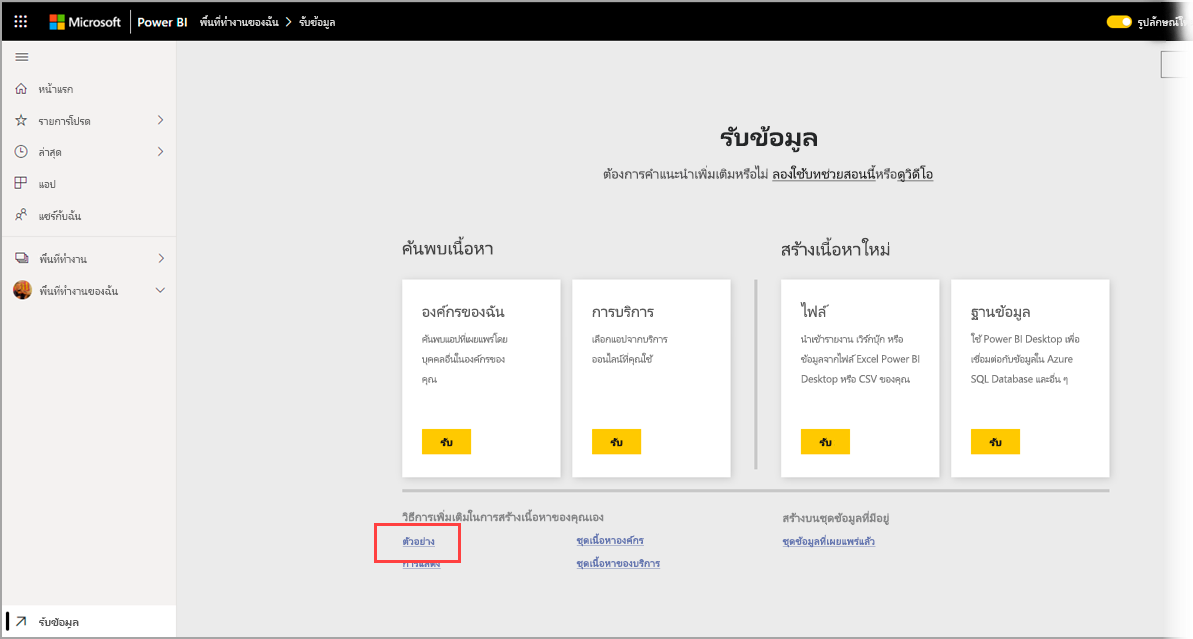 Microsoft Power BI พื้นที่ทำงานของฉัน > รับข้อมูล
หน้าแรก
รายการโปรด
ล่าสุด
แอป
แชร์กับฉัน
พื้นที่ทำงาน
พื้นที่ทำงานของฉัน
รับข้อมูล
รับข้อมูล
ต้องการคำแนะนำเพิ่มเติมหรือไม่ ลองใช้บทช่วยสอนนี้หรือดูวิดีโอ
ค้นพบเนื้อหา
สร้างเนื้อหาใหม่
องค์กรของฉัน
ค้นพบแอปที่เผยแพร่โดย
บุคคลอื่นในองค์กรของ
คุณ
รับ
การบริการ
เลือกแอปจากบริการ
ออนไลน์ที่คุณใช้
รับ
ไฟล์
นำเข้ารายงาน เวิร์กบุ๊ก หรือ
ข้อมูลจากไฟล์ Excel Power BI
Desktop หรือ CSV ของคุณ
รับ
ฐานข้อมูล
ใช้ Power BI Desktop เพื่อ
เชื่อมต่อกับข้อมูลใน Azure
SQL Database และอื่น ๆ
รับ
วิธีการเพิ่มเติมในการสร้างเนื้อหาของคุณเอง
ตัวอย่าง
ชุดเนื้อหาองค์กร
ชุดเนื้อหาของบริการ
สร้างบนชุดข้อมูลที่มีอยู่
ชุดข้อมูลที่เผยแพร่แล้ว